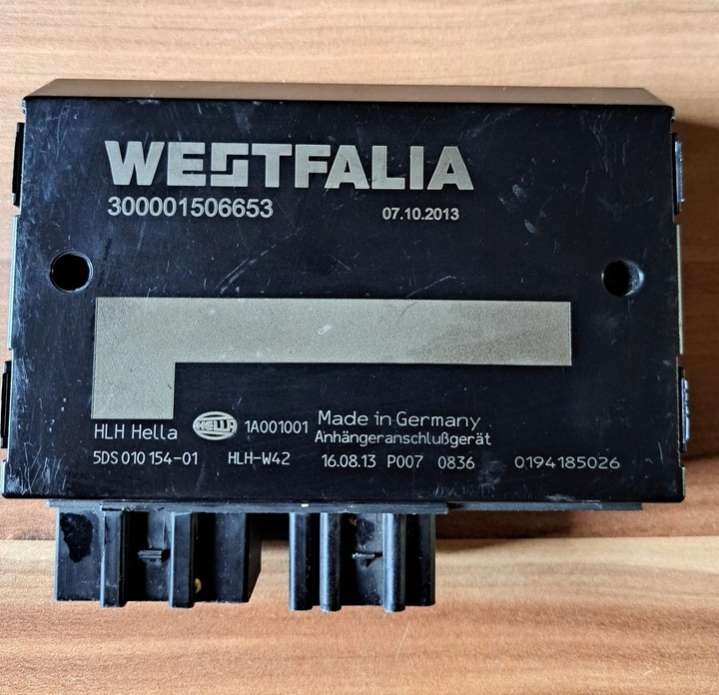 WESTFALIA
300001506653 07.10.2013
HLH Hella HELLA 1A001001 Made in Germany
Anhängeranschlußgerät
5DS 010 154-01 HLH-W42 16.08.13 P007 0836 0194185026